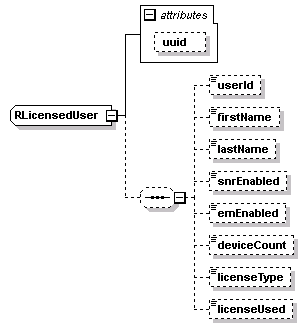 attributes
uuid
RLicensedUser
userId
firstName
lastName
snrEnabled
emEnabled
deviceCount
licenseType
licenseUsed